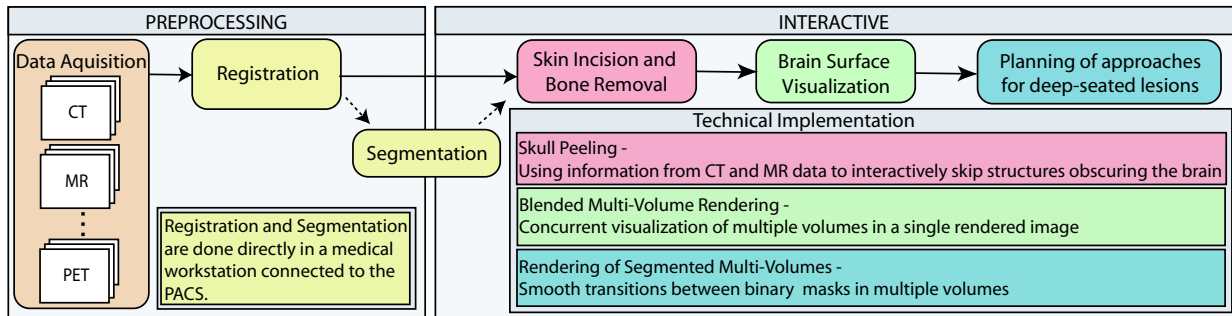 PREPROCESSING
Data Aquisition
CT
MR
PET
Registration
Segmentation
Registration and Segmentation
are done directly in a medical
workstation connected to the
PACS.
INTERACTIVE
Skin Incision and
Bone Removal
Brain Surface
Visualization
Planning of approaches
for deep-seated lesions
Technical Implementation
Skull Peeling -
Using information from CT and MR data to interactively skip structures obscuring the brain
Blended Multi-Volume Rendering -
Concurrent visualization of multiple volumes in a single rendered image
Rendering of Segmented Multi-Volumes -
Smooth transitions between binary masks in multiple volumes